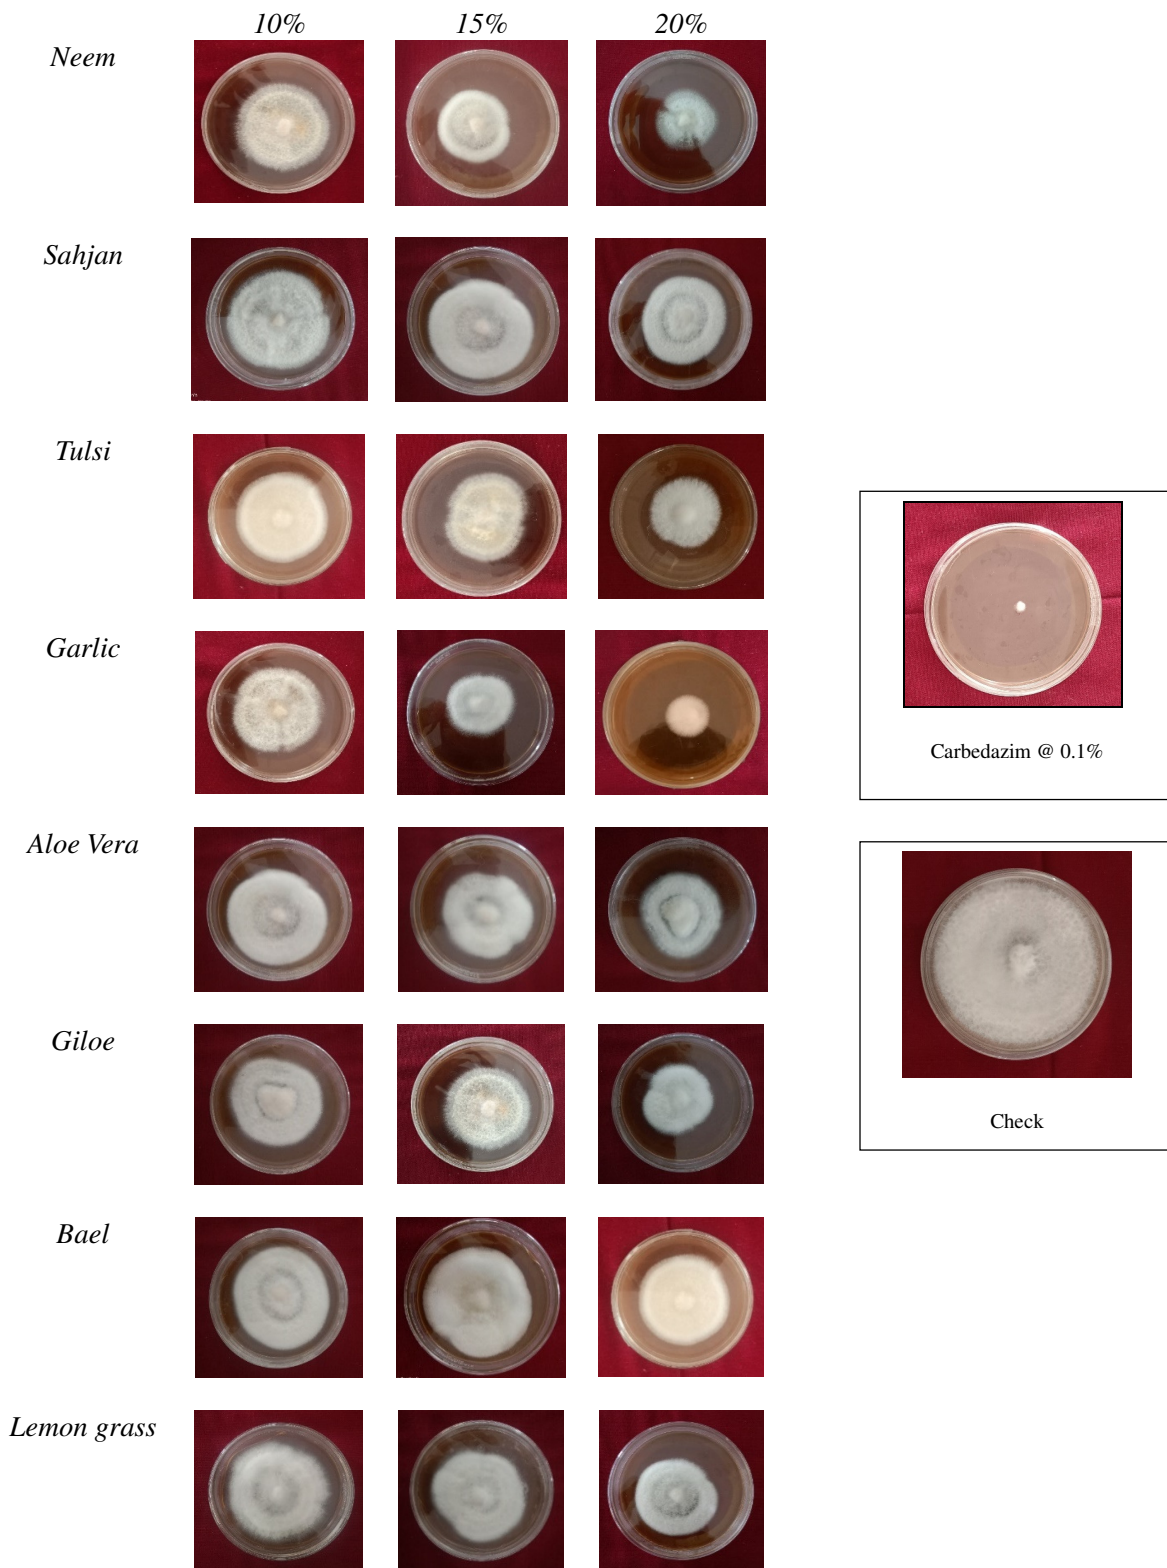 10% 15% 20%
Neem
Sahjan
Tulsi
Garlic
Aloe Vera
Giloe
Bael
Lemon grass
Carbedazim @ 0.1%
Check